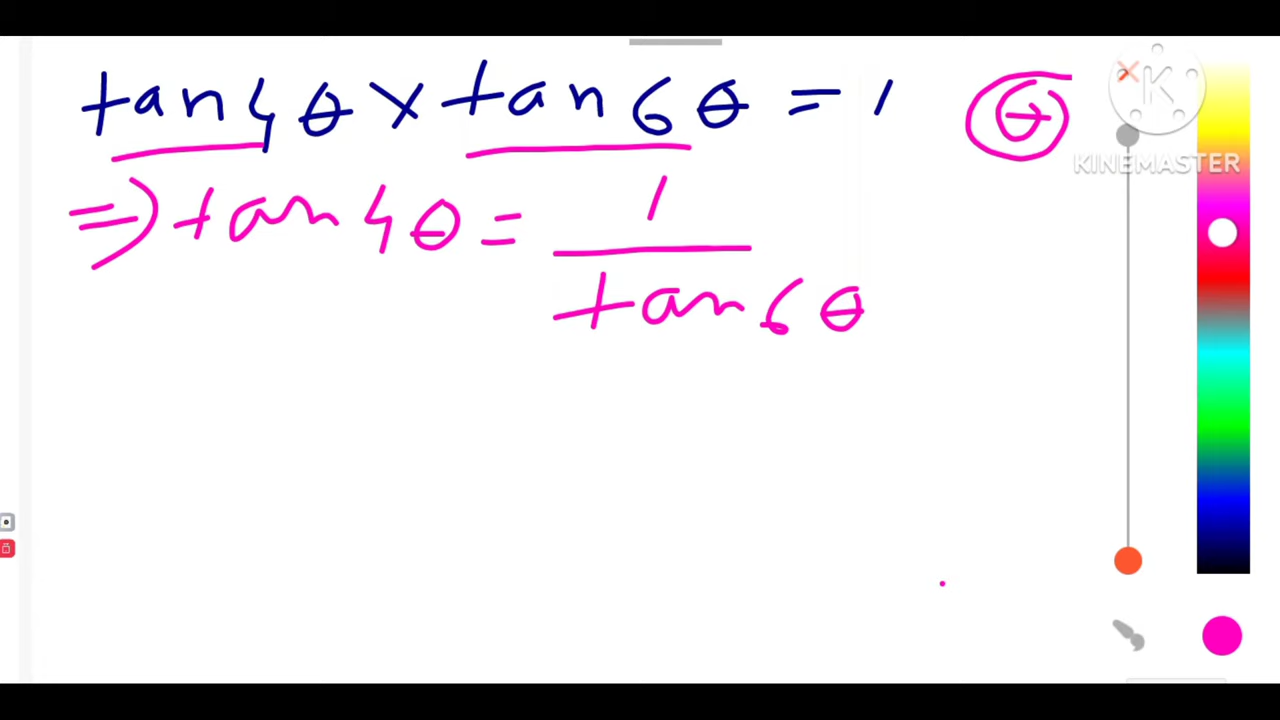 tan4θ × tan6θ = 1 θ
KINEMASTER
⇒ tan4θ = 1/tan6θ